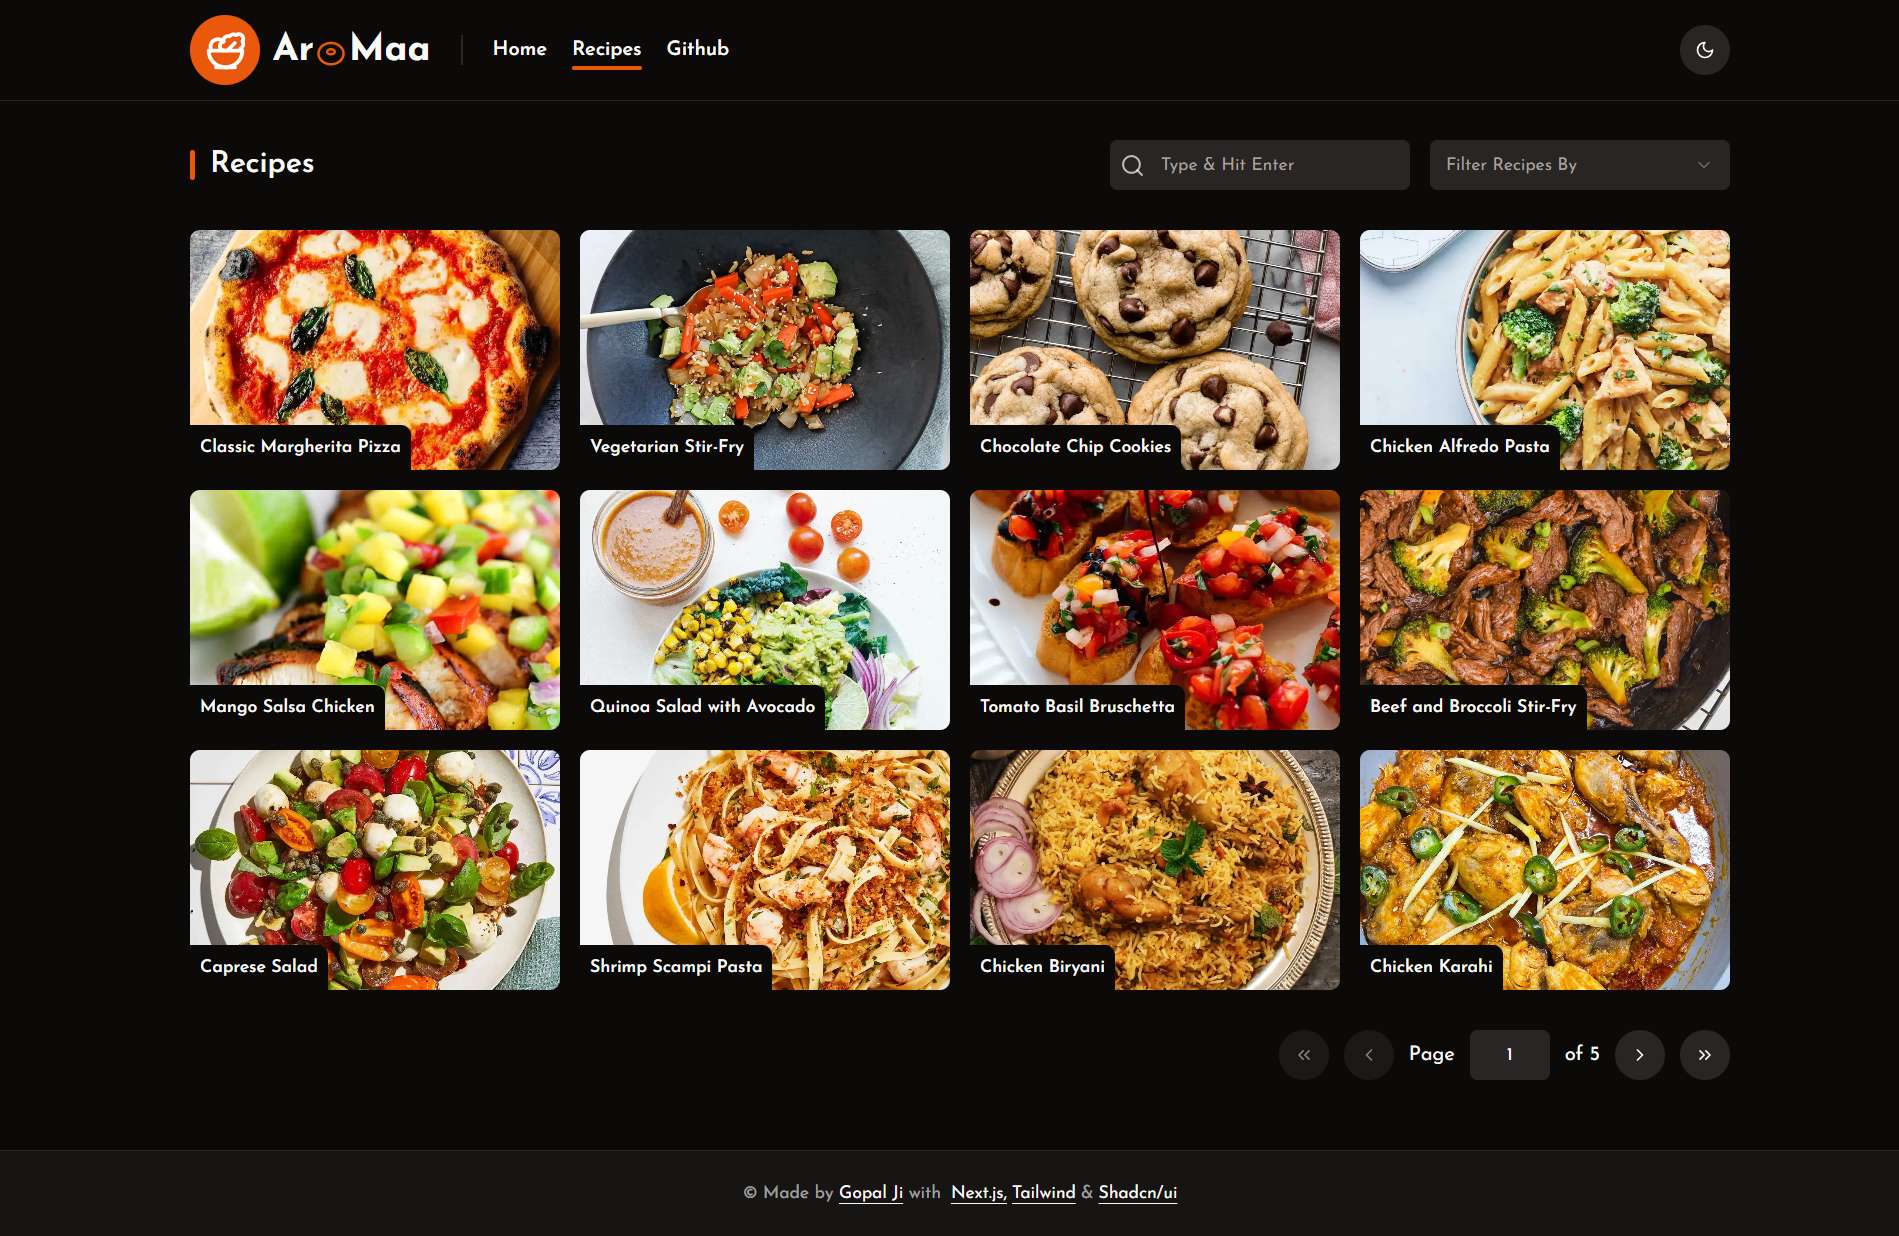 AroMaa
Home Recipes Github
Recipes
Type & Hit Enter
Filter Recipes By
Classic Margherita Pizza
Vegetarian Stir-Fry
Chocolate Chip Cookies
Chicken Alfredo Pasta
Mango Salsa Chicken
Quinoa Salad with Avocado
Tomato Basil Bruschetta
Beef and Broccoli Stir-Fry
Caprese Salad
Shrimp Scampi Pasta
Chicken Biryani
Chicken Karahi
« ‹ Page 1 of 5 › »
© Made by Gopal Ji with Next.js, Tailwind & Shadcn/ui